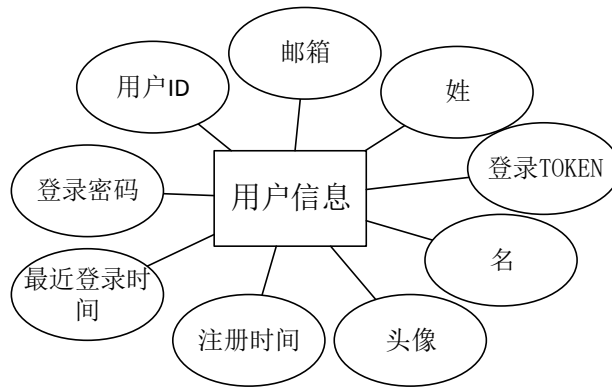 邮箱
用户ID
姓
登录TOKEN
登录密码
用户信息
名
最近登录时
间
注册时间
头像